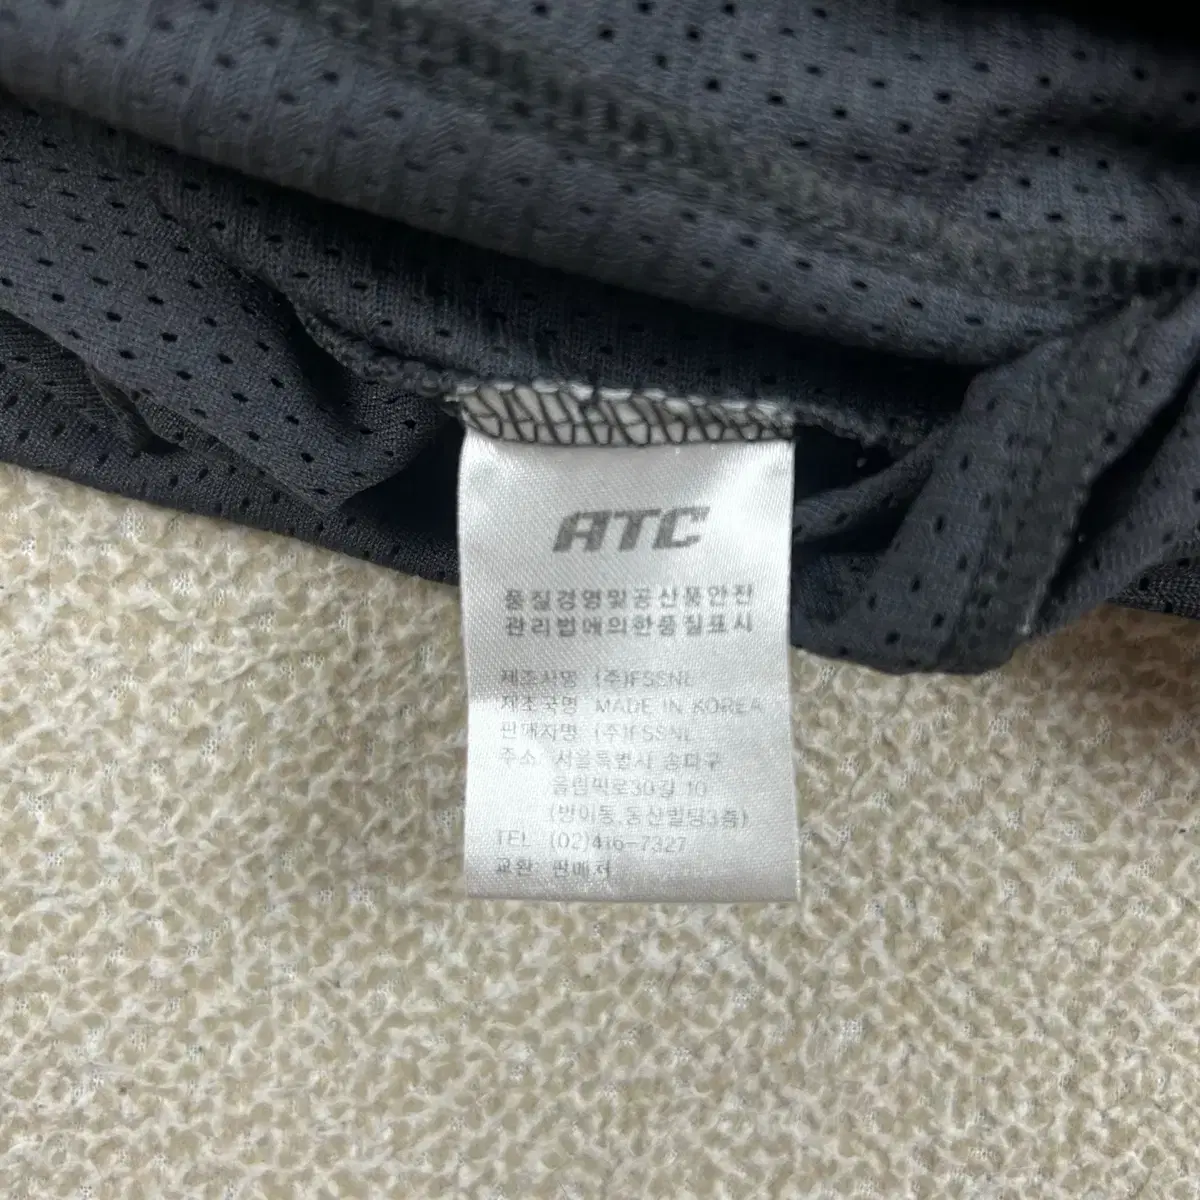 ATC
품질경영및공산품안전
관리법에의한품질표시
제조사명 (주)FSSNL
제조국명 MADE IN KOREA
판매자명 (주)FSSNL
주소 서울특별시 송파구
올림픽로30길 10
(방이동,동산빌딩3층)
TEL (02)416-7327
교환 판매처